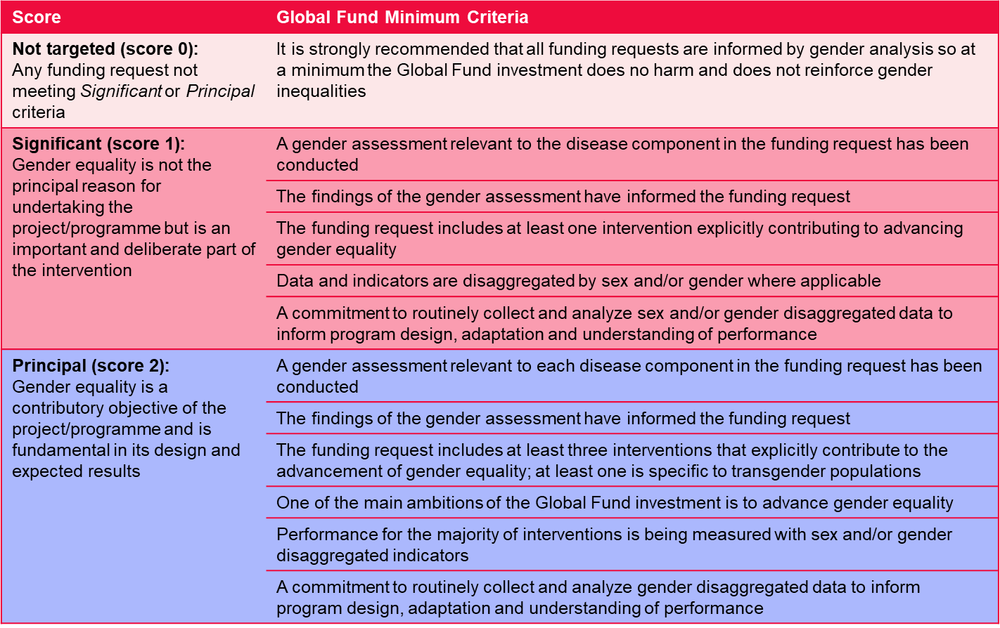 Score
Global Fund Minimum Criteria
Not targeted (score 0):
Any funding request not
meeting Significant or Principal
criteria
It is strongly recommended that all funding requests are informed by gender analysis so at
a minimum the Global Fund investment does no harm and does not reinforce gender
inequalities
Significant (score 1):
Gender equality is not the
principal reason for
undertaking the
project/programme but is an
important and deliberate part of
the intervention
A gender assessment relevant to the disease component in the funding request has been
conducted
The findings of the gender assessment have informed the funding request
The funding request includes at least one intervention explicitly contributing to advancing
gender equality
Data and indicators are disaggregated by sex and/or gender where applicable
A commitment to routinely collect and analyze sex and/or gender disaggregated data to
inform program design, adaptation and understanding of performance
Principal (score 2):
Gender equality is a
contributory objective of the
project/programme and is
fundamental in its design and
expected results
A gender assessment relevant to each disease component in the funding request has been
conducted
The findings of the gender assessment have informed the funding request
The funding request includes at least three interventions that explicitly contribute to the
advancement of gender equality; at least one is specific to transgender populations
One of the main ambitions of the Global Fund investment is to advance gender equality
Performance for the majority of interventions is being measured with sex and/or gender
disaggregated indicators
A commitment to routinely collect and analyze gender disaggregated data to inform
program design, adaptation and understanding of performance